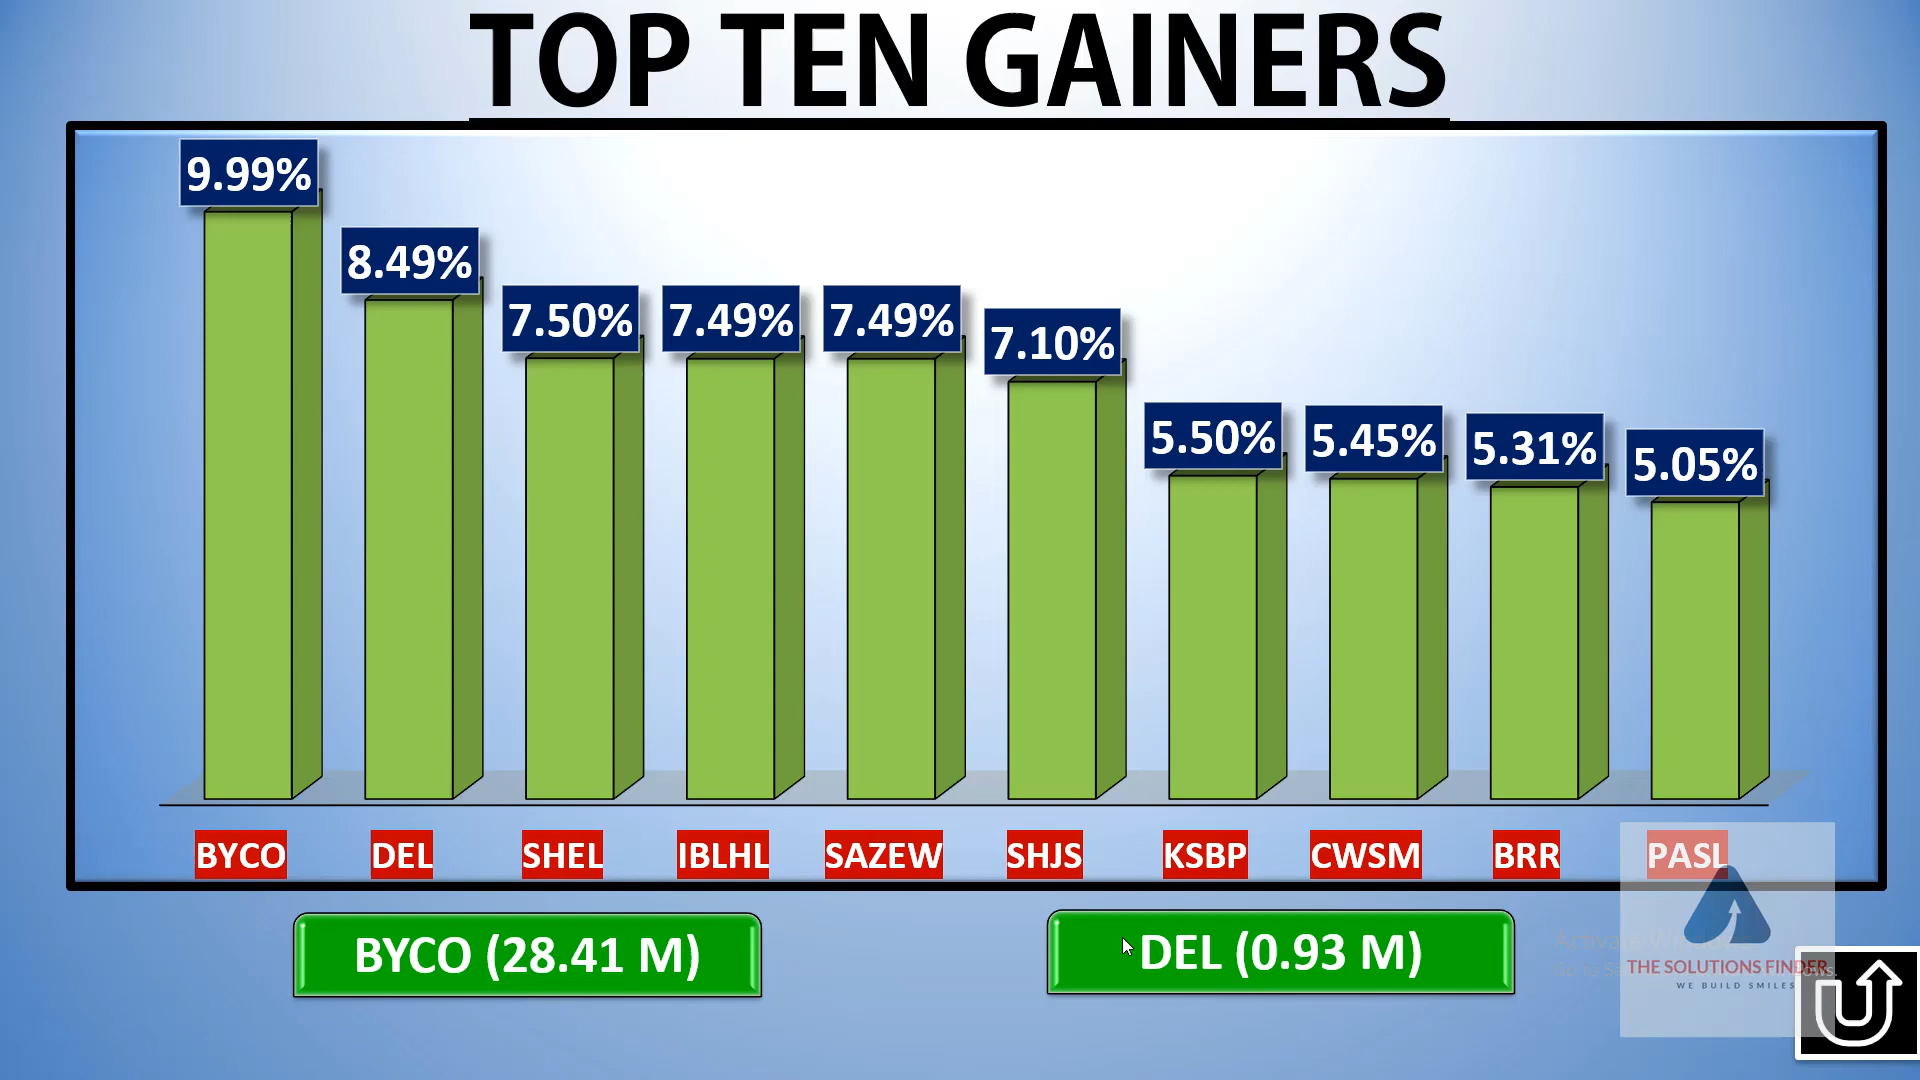 TOP TEN GAINERS
9.99%
8.49%
7.50%
7.49%
7.49%
7.10%
5.50%
5.45%
5.31%
5.05%
BYCO
DEL
SHEL
IBLHL
SAZEW
SHJS
KSBP
CWSM
BRR
PASL
BYCO (28.41 M)
DEL (0.93 M)
THE SOLUTIONS FINDER
WE BUILD SMILES